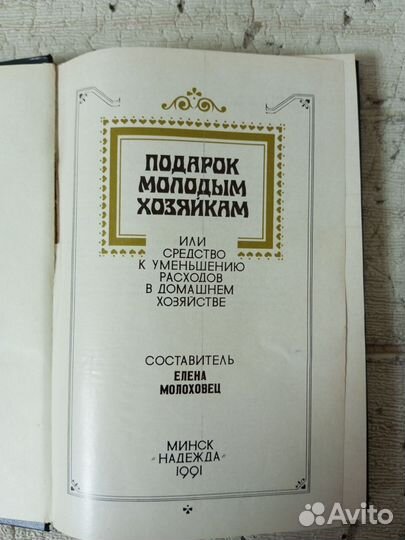 ПОДАРОК
МОЛОДЫМ
ХОЗЯЙКАМ
ИЛИ
СРЕДСТВО
К УМЕНЬШЕНИЮ
РАСХОДОВ
В ДОМАШНЕМ
ХОЗЯЙСТВЕ
СОСТАВИТЕЛЬ
ЕЛЕНА
МОЛОХОВЕЦ
МИНСК
"НАДЕЖДА"
1991
Avito